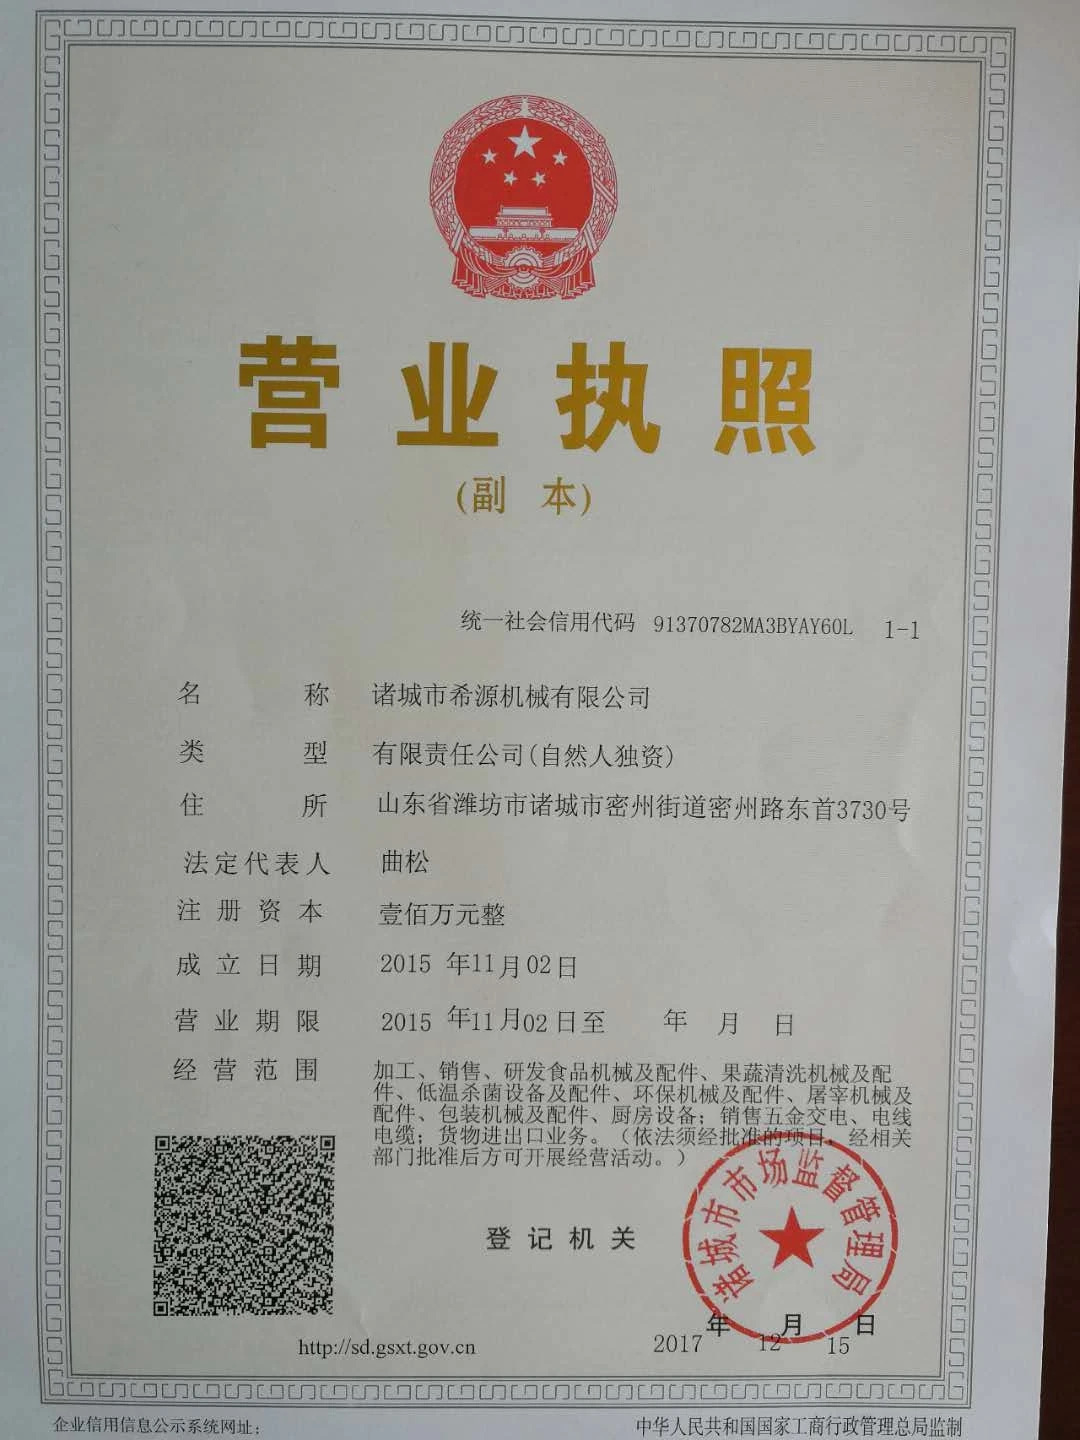 营业执照
(副 本)
统一社会信用代码 91370782MA3BYAY60L 1-1
名称 诸城市希源机械有限公司
类型 有限责任公司(自然人独资)
住所 山东省潍坊市诸城市密州街道密州路东首3730号
法定代表人 曲松
注册资本 壹佰万元整
成立日期 2015 年11月02日
营业期限 2015 年11月02日至 年 月 日
经营范围 加工、销售、研发食品机械及配件、果蔬清洗机械及配
件、低温杀菌设备及配件、环保机械及配件、屠宰机械及
配件、包装机械及配件、厨房设备；销售五金交电、电线
电缆；货物进出口业务。（依法须经批准的项目，经相关
部门批准后方可开展经营活动。）
登记机关
诸城市市场监督管理局
2017 年 12 月 15 日
http://sd.gsxt.gov.cn
企业信用信息公示系统网址：
中华人民共和国国家工商行政管理总局监制